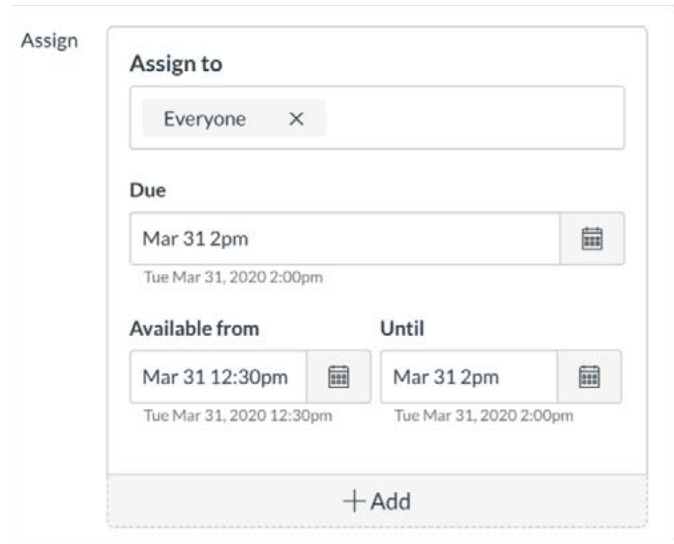 Assign
Assign to
Everyone ×
Due
Mar 31 2pm
Tue Mar 31, 2020 2:00pm
Available from
Until
Mar 31 12:30pm
Mar 31 2pm
Tue Mar 31, 2020 12:30pm
Tue Mar 31, 2020 2:00pm
+ Add